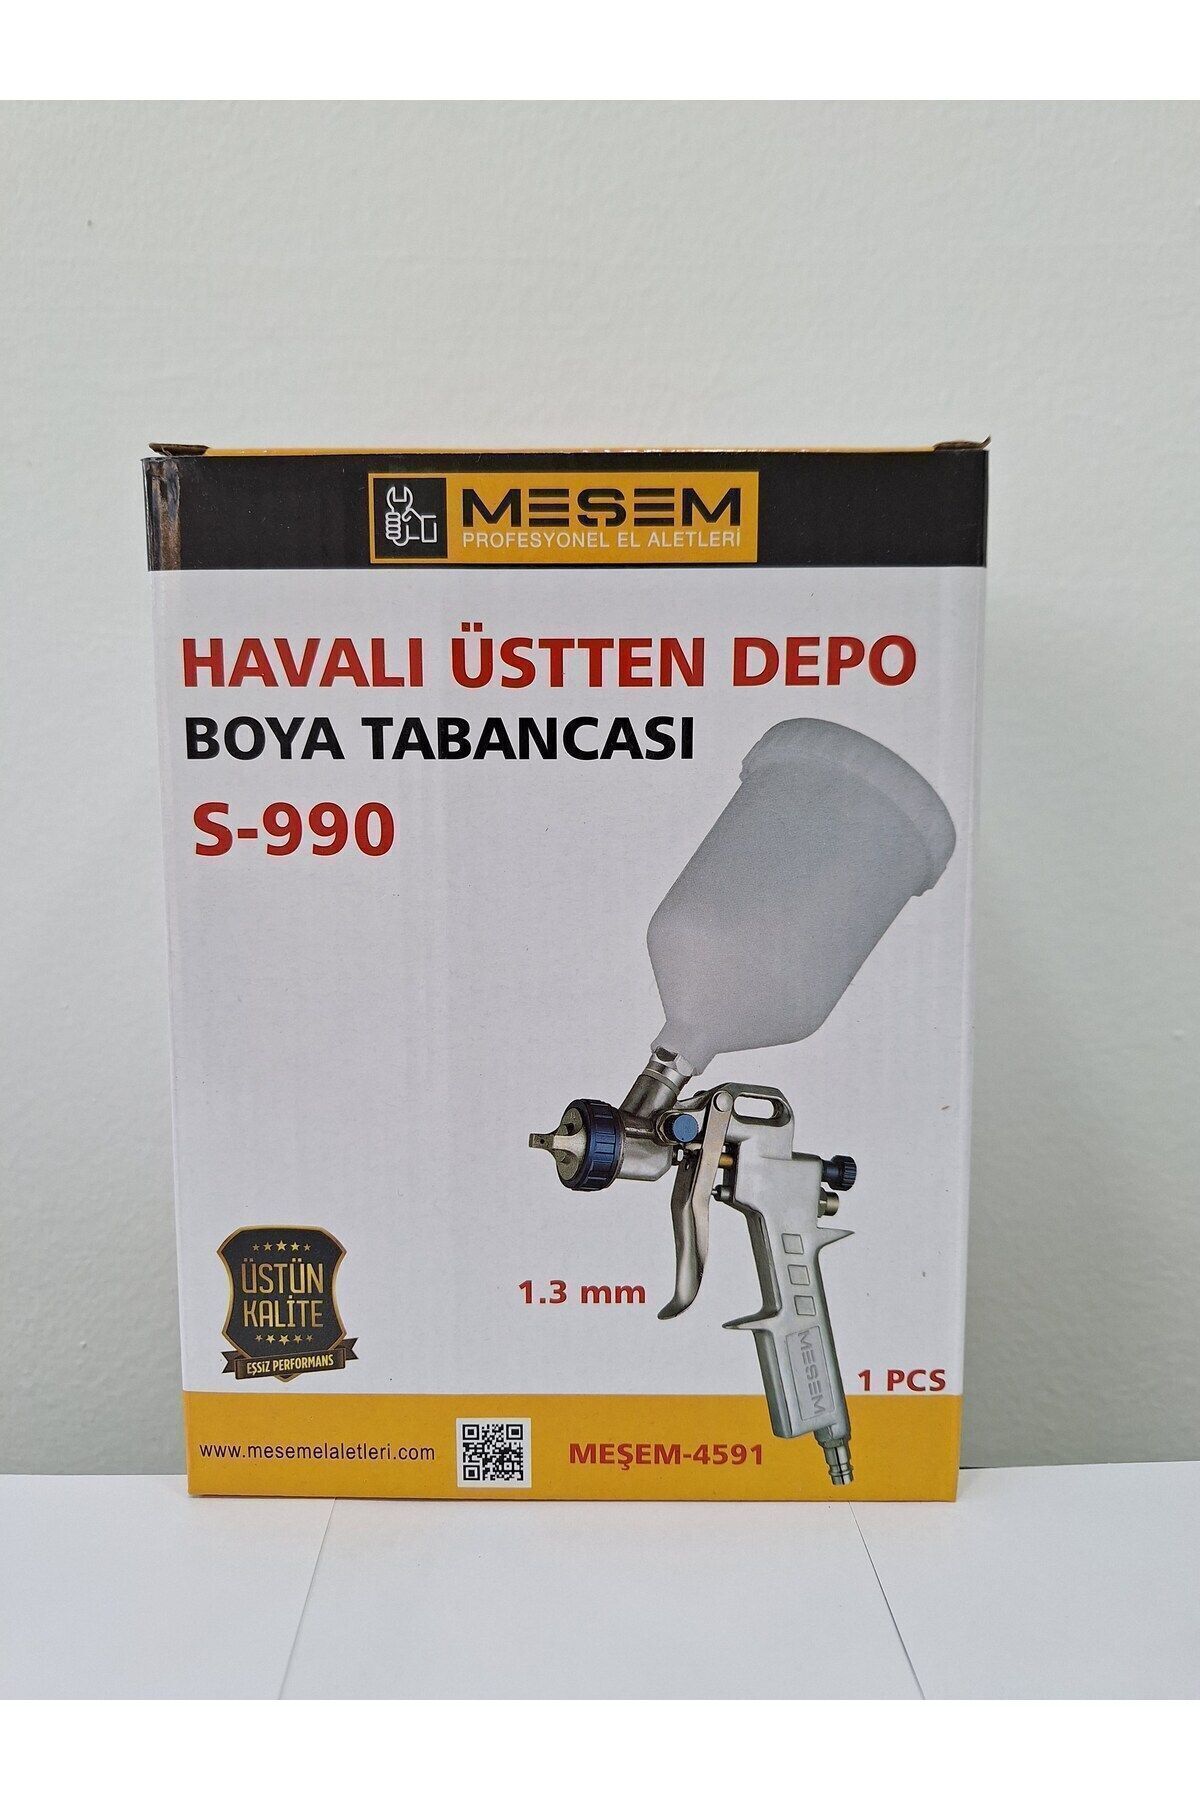 MEŞEM
PROFESYONEL EL ALETLERİ
HAVALI ÜSTTEN DEPO
BOYA TABANCASI
S-990
1.3 mm
ÜSTÜN
KALİTE
EŞSİZ PERFORMANS
MEŞEM
1 PCS
www.mesemelaletleri.com
MEŞEM-4591